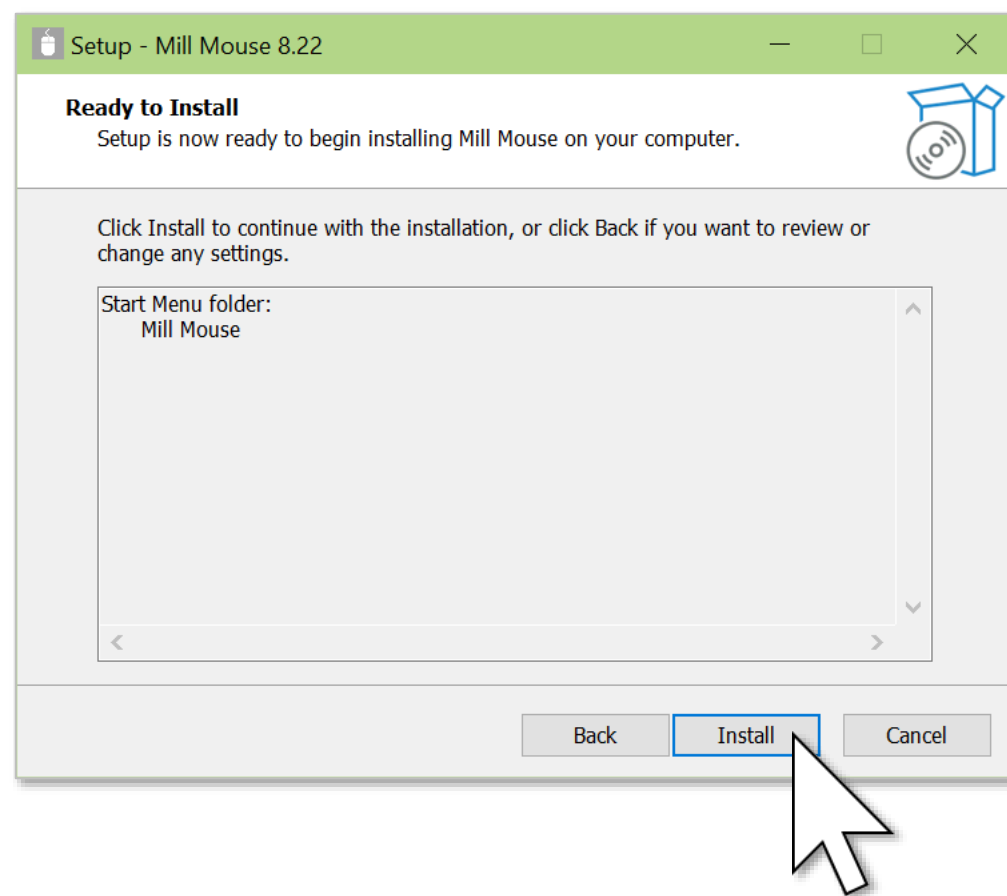 Setup - Mill Mouse 8.22
Ready to Install
Setup is now ready to begin installing Mill Mouse on your computer.
Click Install to continue with the installation, or click Back if you want to review or
change any settings.
Start Menu folder:
Mill Mouse
Back Install Cancel